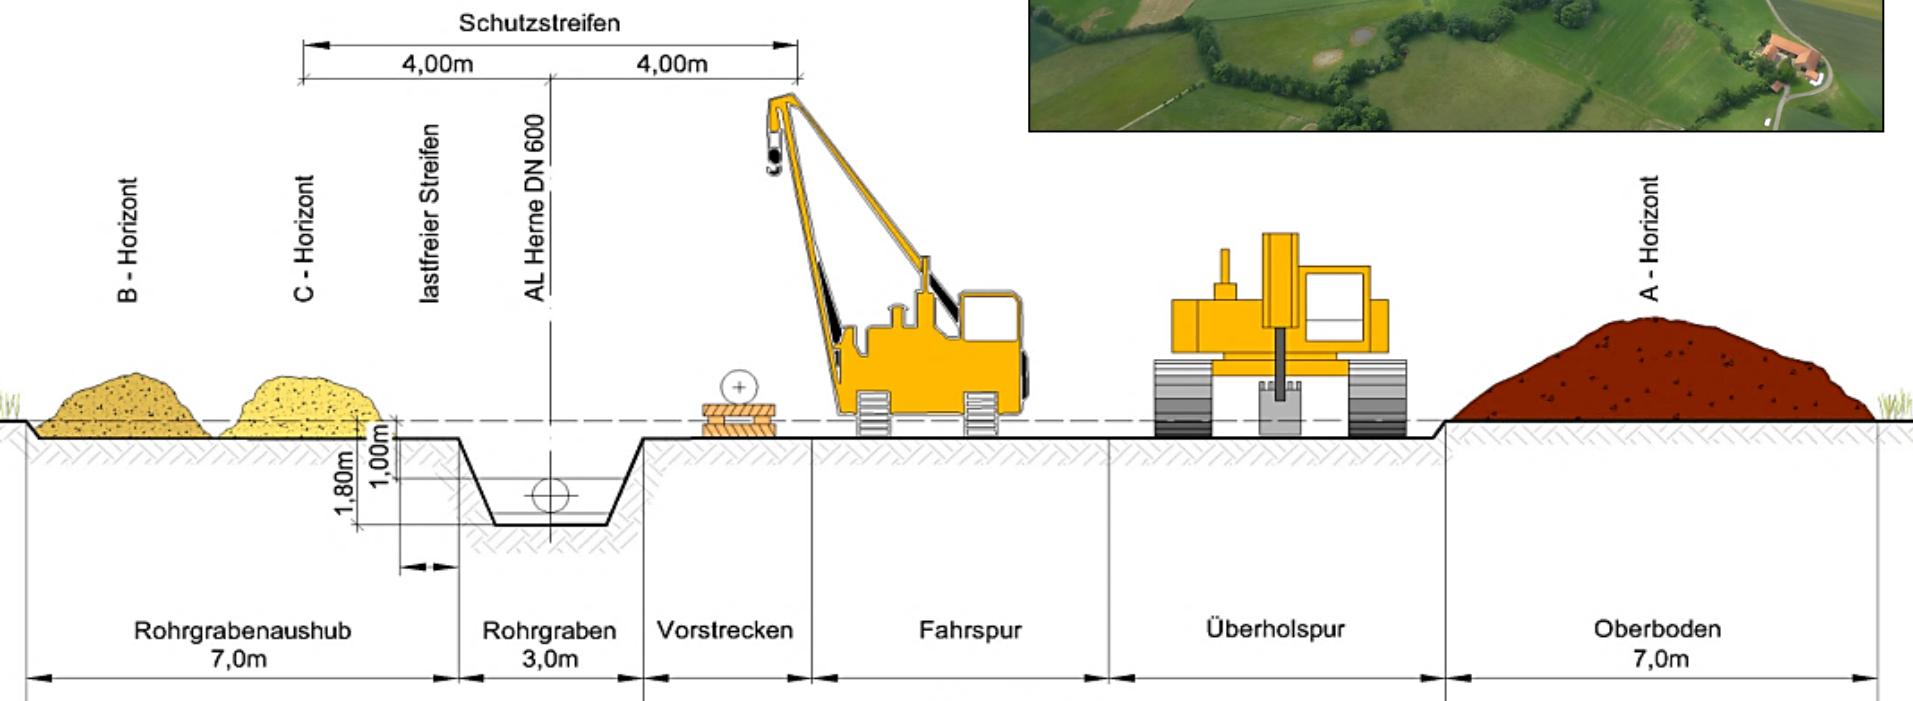 Schutzstreifen
4,00m
4,00m
B - Horizont
C - Horizont
lastfreier Streifen
AL Herne DN 600
A - Horizont
1,80m
1,00m
Rohrgrabenaushub
7,0m
Rohrgraben
3,0m
Vorstrecken
Fahrspur
Überholspur
Oberboden
7,0m